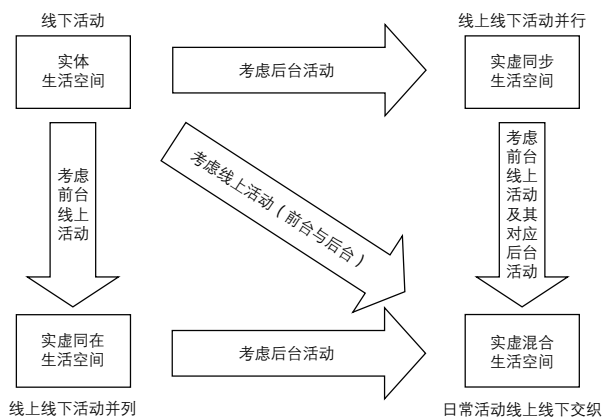 线下活动
线上线下活动并行
实体
生活空间
考虑后台活动
实虚同步
生活空间
考虑
前台
线上
活动
考虑线上活动（前台与后台）
考虑
前台
线上
活动
及其
对应
后台
活动
实虚同在
生活空间
考虑后台活动
实虚混合
生活空间
线上线下活动并列
日常活动线上线下交织